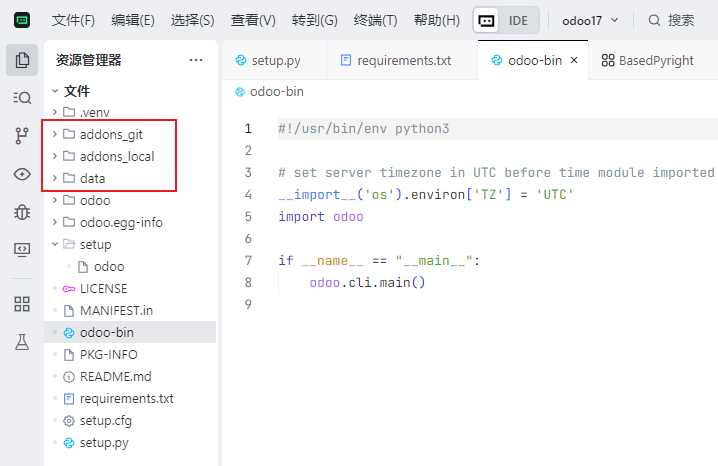 文件(F) 编辑(E) 选择(S) 查看(V) 转到(G) 终端(T) 帮助(H) IDE odoo17 搜索
资源管理器 ···
setup.py requirements.txt odoo-bin × BasedPyright
odoo-bin
文件
.venv
addons_git
addons_local
data
odoo
odoo.egg-info
setup
odoo
LICENSE
MANIFEST.in
odoo-bin
PKG-INFO
README.md
requirements.txt
setup.cfg
setup.py
1 #!/usr/bin/env python3
2
3 # set server timezone in UTC before time module imported
4 __import__('os').environ['TZ'] = 'UTC'
5 import odoo
6
7 if __name__ == "__main__":
8     odoo.cli.main()
9